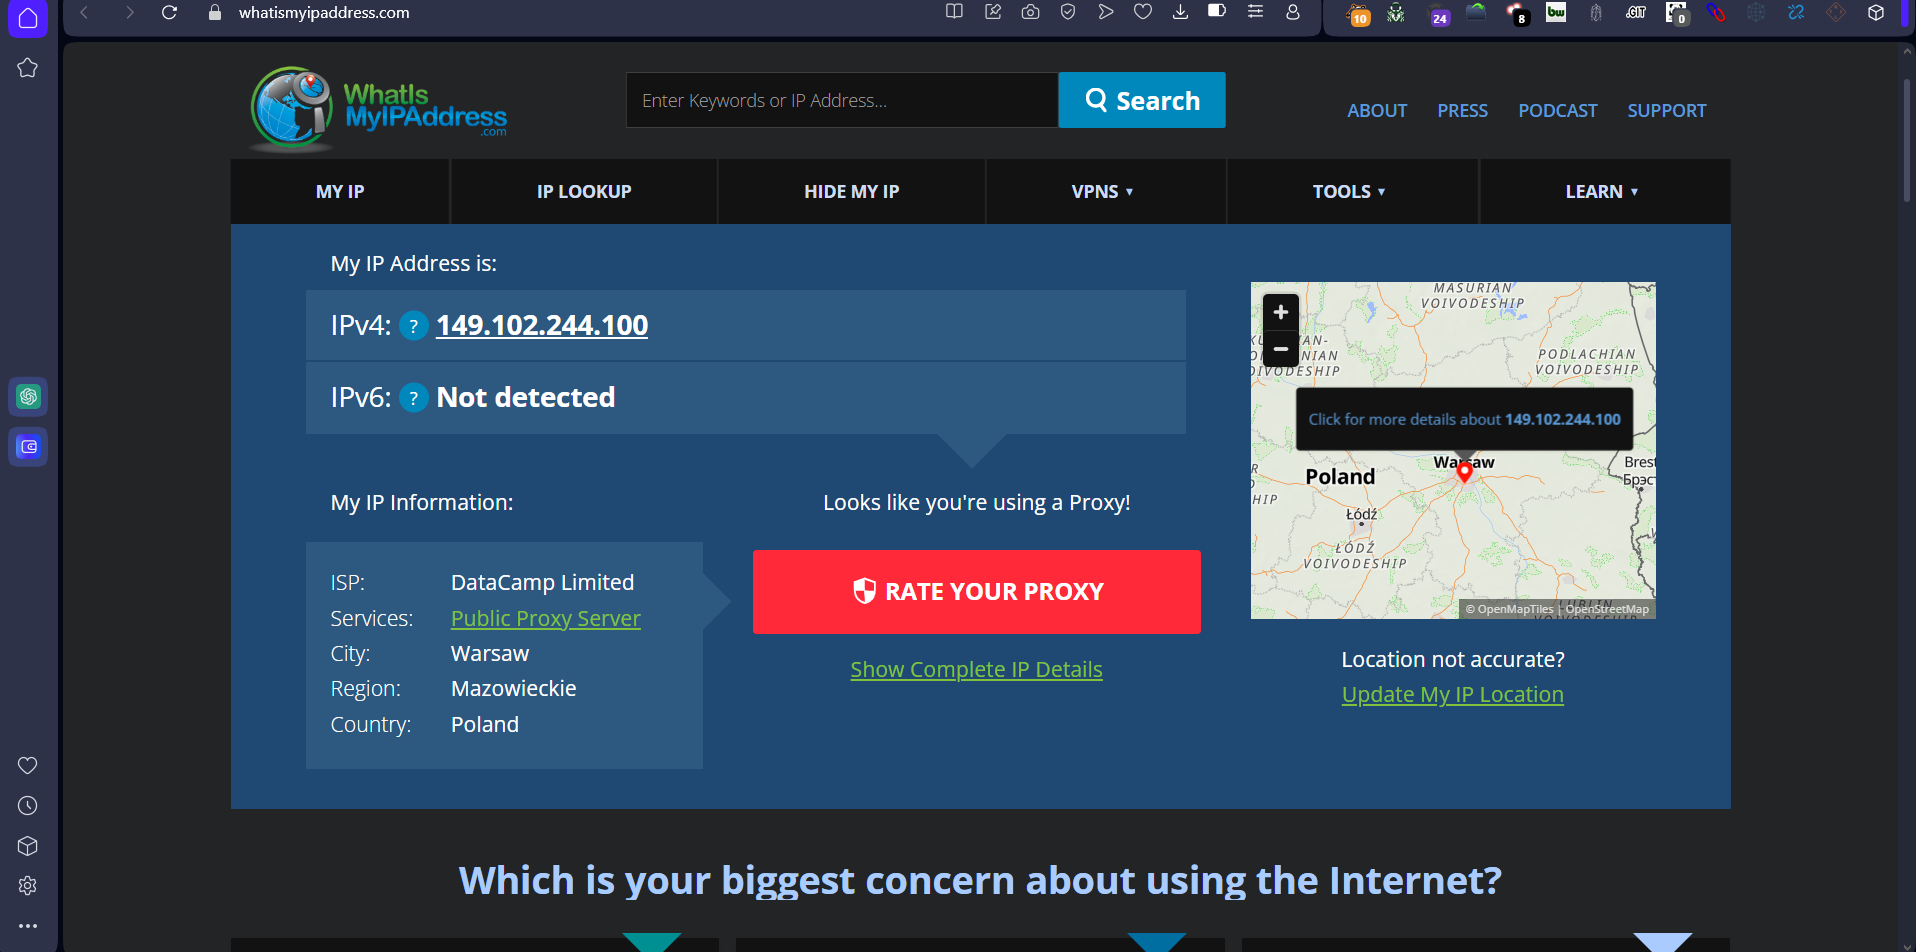 whatismyipaddress.com
10
24
8
bw
.GIT
0
WhatIs
MyIPAddress
.com
Enter Keywords or IP Address...
Search
ABOUT
PRESS
PODCAST
SUPPORT
MY IP
IP LOOKUP
HIDE MY IP
VPNS ▾
TOOLS ▾
LEARN ▾
My IP Address is:
IPv4: ? 149.102.244.100
IPv6: ? Not detected
My IP Information:
ISP: DataCamp Limited
Services: Public Proxy Server
City: Warsaw
Region: Mazowieckie
Country: Poland
Looks like you're using a Proxy!
RATE YOUR PROXY
Show Complete IP Details
+
−
MASURIAN
VOIVODESHIP
PODLACHIAN
VOIVODESHIP
Click for more details about 149.102.244.100
Warsaw
Poland
Brest
Łódź
ŁÓDŹ
VOIVODESHIP
© OpenMapTiles | OpenStreetMap
Location not accurate?
Update My IP Location
Which is your biggest concern about using the Internet?